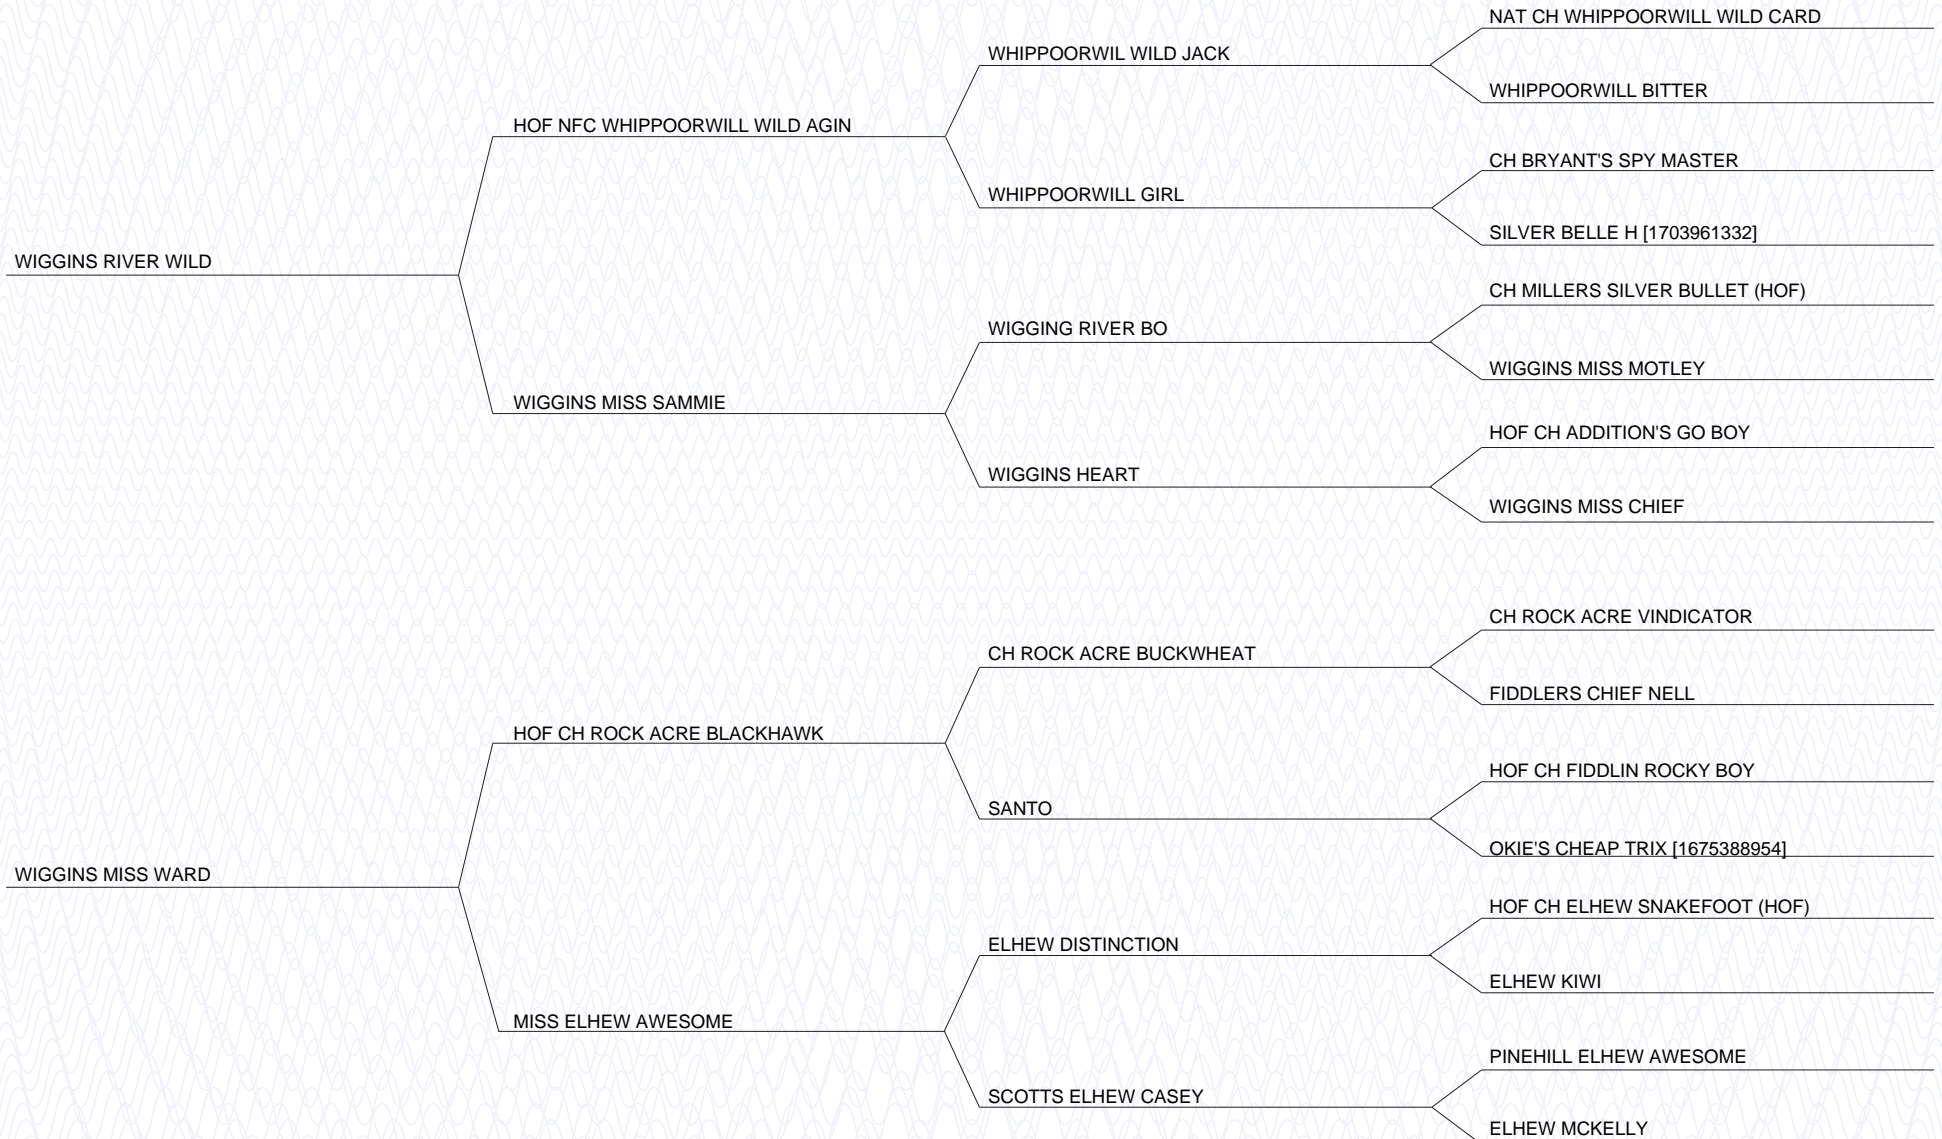 NAT CH WHIPPOORWILL WILD CARD
WHIPPOORWIL WILD JACK
WHIPPOORWILL BITTER
HOF NFC WHIPPOORWILL WILD AGIN
CH BRYANT'S SPY MASTER
WHIPPOORWILL GIRL
SILVER BELLE H [1703961332]
WIGGINS RIVER WILD
CH MILLERS SILVER BULLET (HOF)
WIGGING RIVER BO
WIGGINS MISS MOTLEY
WIGGINS MISS SAMMIE
HOF CH ADDITION'S GO BOY
WIGGINS HEART
WIGGINS MISS CHIEF
CH ROCK ACRE VINDICATOR
CH ROCK ACRE BUCKWHEAT
FIDDLERS CHIEF NELL
HOF CH ROCK ACRE BLACKHAWK
HOF CH FIDDLIN ROCKY BOY
SANTO
OKIE'S CHEAP TRIX [1675388954]
WIGGINS MISS WARD
HOF CH ELHEW SNAKEFOOT (HOF)
ELHEW DISTINCTION
ELHEW KIWI
MISS ELHEW AWESOME
PINEHILL ELHEW AWESOME
SCOTTS ELHEW CASEY
ELHEW MCKELLY